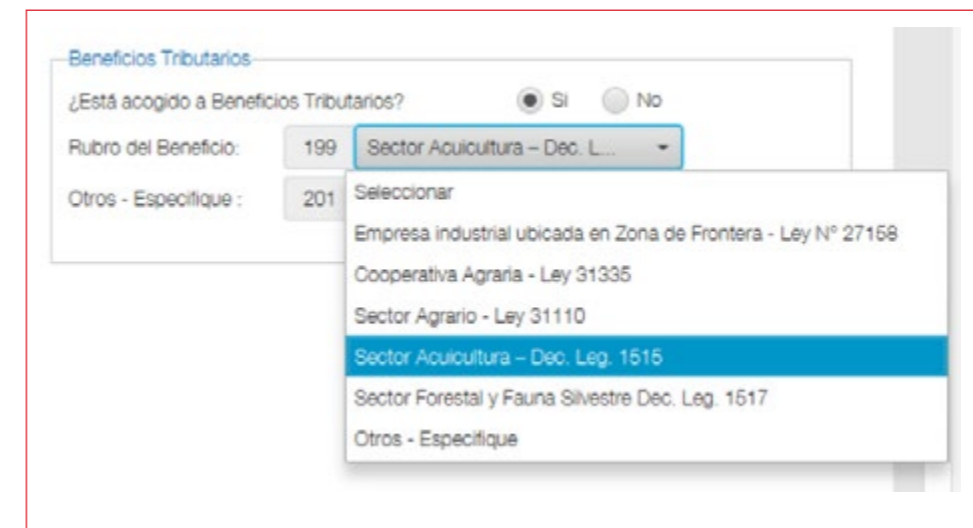 Beneficios Tributarios
¿Está acogido a Beneficios Tributarios? Si No
Rubro del Beneficio: 199 Sector Acuicultura – Dec. L...
Otros - Especifique : 201
Seleccionar
Empresa industrial ubicada en Zona de Frontera - Ley N° 27158
Cooperativa Agraria - Ley 31335
Sector Agrario - Ley 31110
Sector Acuicultura – Dec. Leg. 1515
Sector Forestal y Fauna Silvestre Dec. Leg. 1517
Otros - Especifique